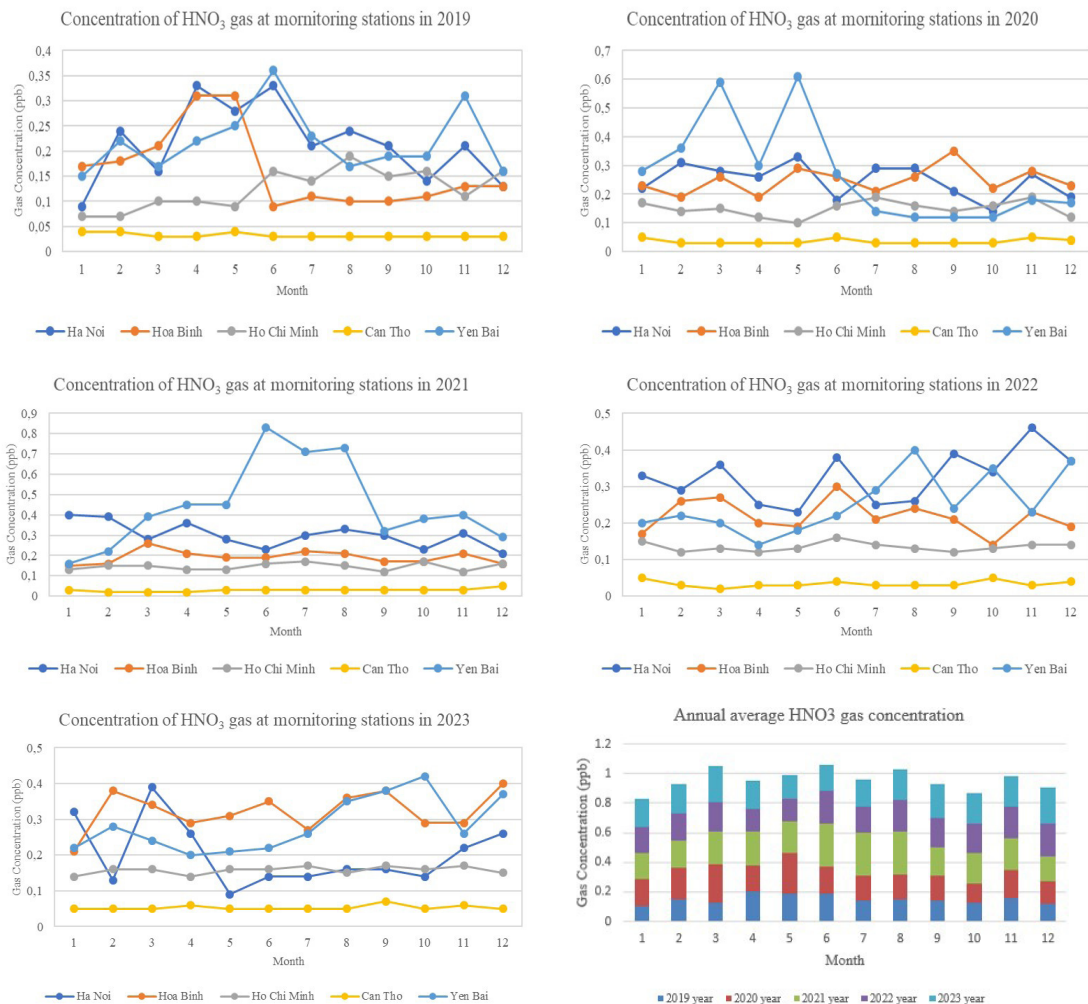 Concentration of HNO₃ gas at mornitoring stations in 2019
Gas Concentration (ppb)
0,4
0,35
0,3
0,25
0,2
0,15
0,1
0,05
0
1 2 3 4 5 6 7 8 9 10 11 12
Month
Ha Noi Hoa Binh Ho Chi Minh Can Tho Yen Bai
Concentration of HNO₃ gas at mornitoring stations in 2020
Gas Concentration (ppb)
0,7
0,6
0,5
0,4
0,3
0,2
0,1
0
1 2 3 4 5 6 7 8 9 10 11 12
Month
Ha Noi Hoa Binh Ho Chi Minh Can Tho Yen Bai
Concentration of HNO₃ gas at mornitoring stations in 2021
Gas Concentration (ppb)
0,9
0,8
0,7
0,6
0,5
0,4
0,3
0,2
0,1
0
1 2 3 4 5 6 7 8 9 10 11 12
Month
Ha Noi Hoa Binh Ho Chi Minh Can Tho Yen Bai
Concentration of HNO₃ gas at mornitoring stations in 2022
Gas Concentration (ppb)
0,5
0,4
0,3
0,2
0,1
0
1 2 3 4 5 6 7 8 9 10 11 12
Month
Ha Noi Hoa Binh Ho Chi Minh Can Tho Yen Bai
Concentration of HNO₃ gas at mornitoring stations in 2023
Gas Concentration (ppb)
0,5
0,4
0,3
0,2
0,1
0
1 2 3 4 5 6 7 8 9 10 11 12
Month
Ha Noi Hoa Binh Ho Chi Minh Can Tho Yen Bai
Annual average HNO3 gas concentration
Gas Concentration (ppb)
1.2
1
0.8
0.6
0.4
0.2
0
1 2 3 4 5 6 7 8 9 10 11 12
Month
2019 year 2020 year 2021 year 2022 year 2023 year